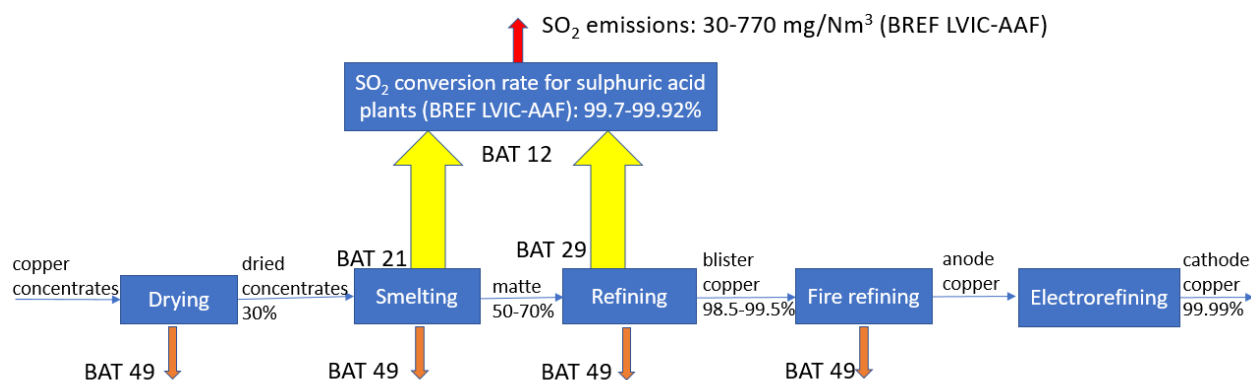 SO₂ emissions: 30-770 mg/Nm³ (BREF LVIC-AAF)
SO₂ conversion rate for sulphuric acid
plants (BREF LVIC-AAF): 99.7-99.92%
BAT 12
BAT 21
BAT 29
copper
concentrates
Drying
dried
concentrates
30%
Smelting
matte
50-70%
Refining
blister
copper
98.5-99.5%
Fire refining
anode
copper
Electrorefining
cathode
copper
99.99%
BAT 49
BAT 49
BAT 49
BAT 49